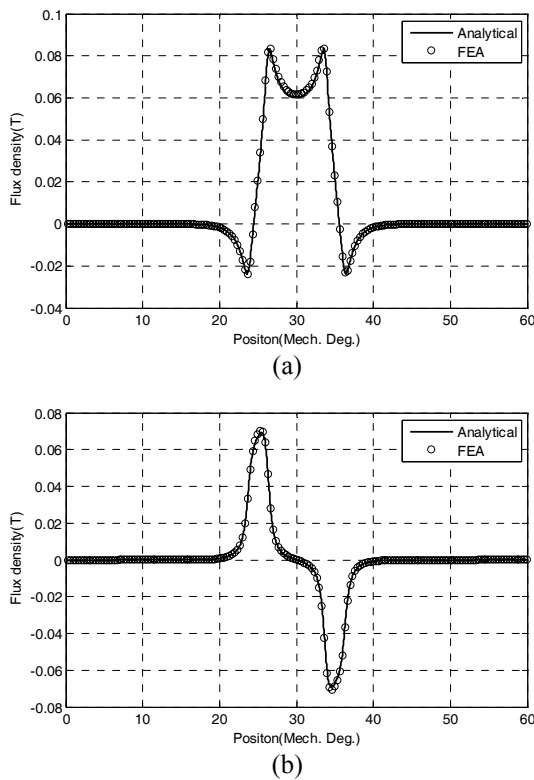 0.1
0.08
0.06
0.04
0.02
0
-0.02
-0.04
Flux density(T)
0 10 20 30 40 50 60
Positon(Mech. Deg.)
Analytical
FEA
(a)
0.08
0.06
0.04
0.02
0
-0.02
-0.04
-0.06
-0.08
Flux density(T)
0 10 20 30 40 50 60
Positon(Mech. Deg.)
Analytical
FEA
(b)